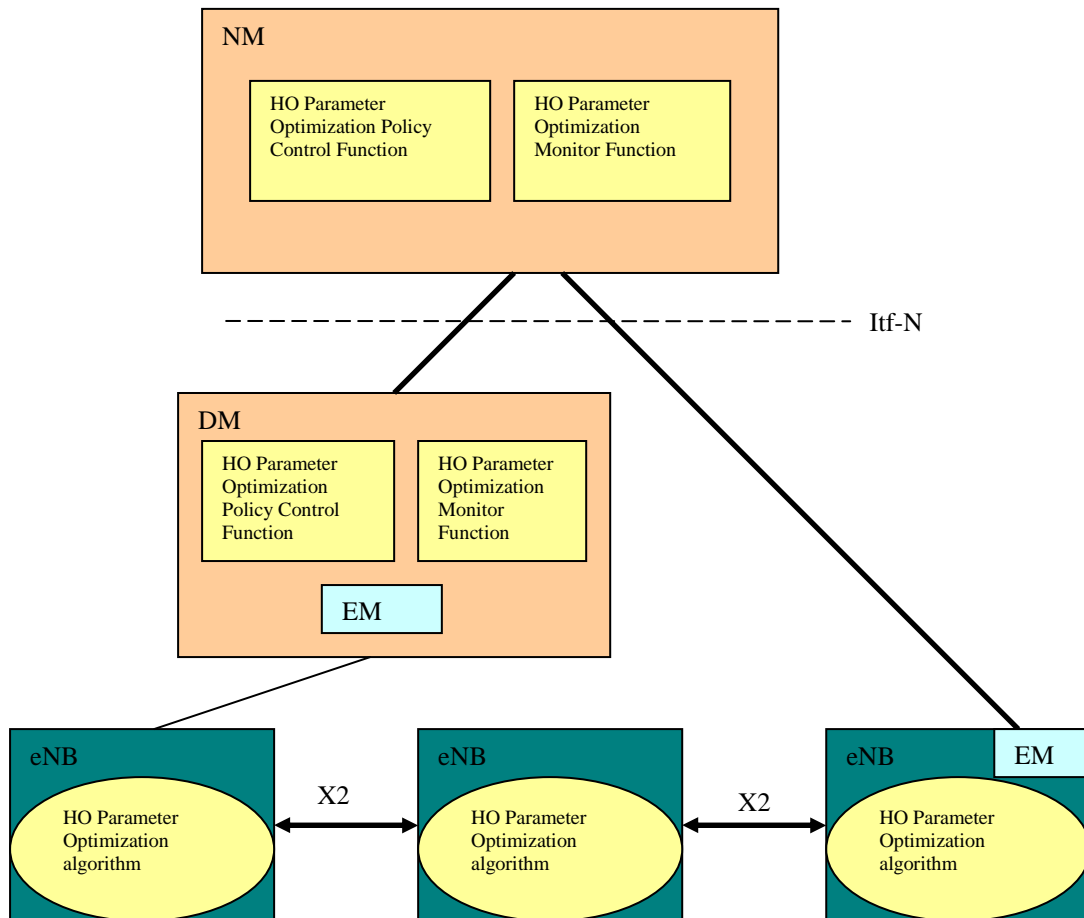 NM
HO Parameter
Optimization Policy
Control Function
HO Parameter
Optimization
Monitor Function
Itf-N
DM
HO Parameter
Optimization
Policy Control
Function
HO Parameter
Optimization
Monitor
Function
EM
eNB
HO Parameter
Optimization
algorithm
X2
eNB
HO Parameter
Optimization
algorithm
X2
eNB
EM
HO Parameter
Optimization
algorithm